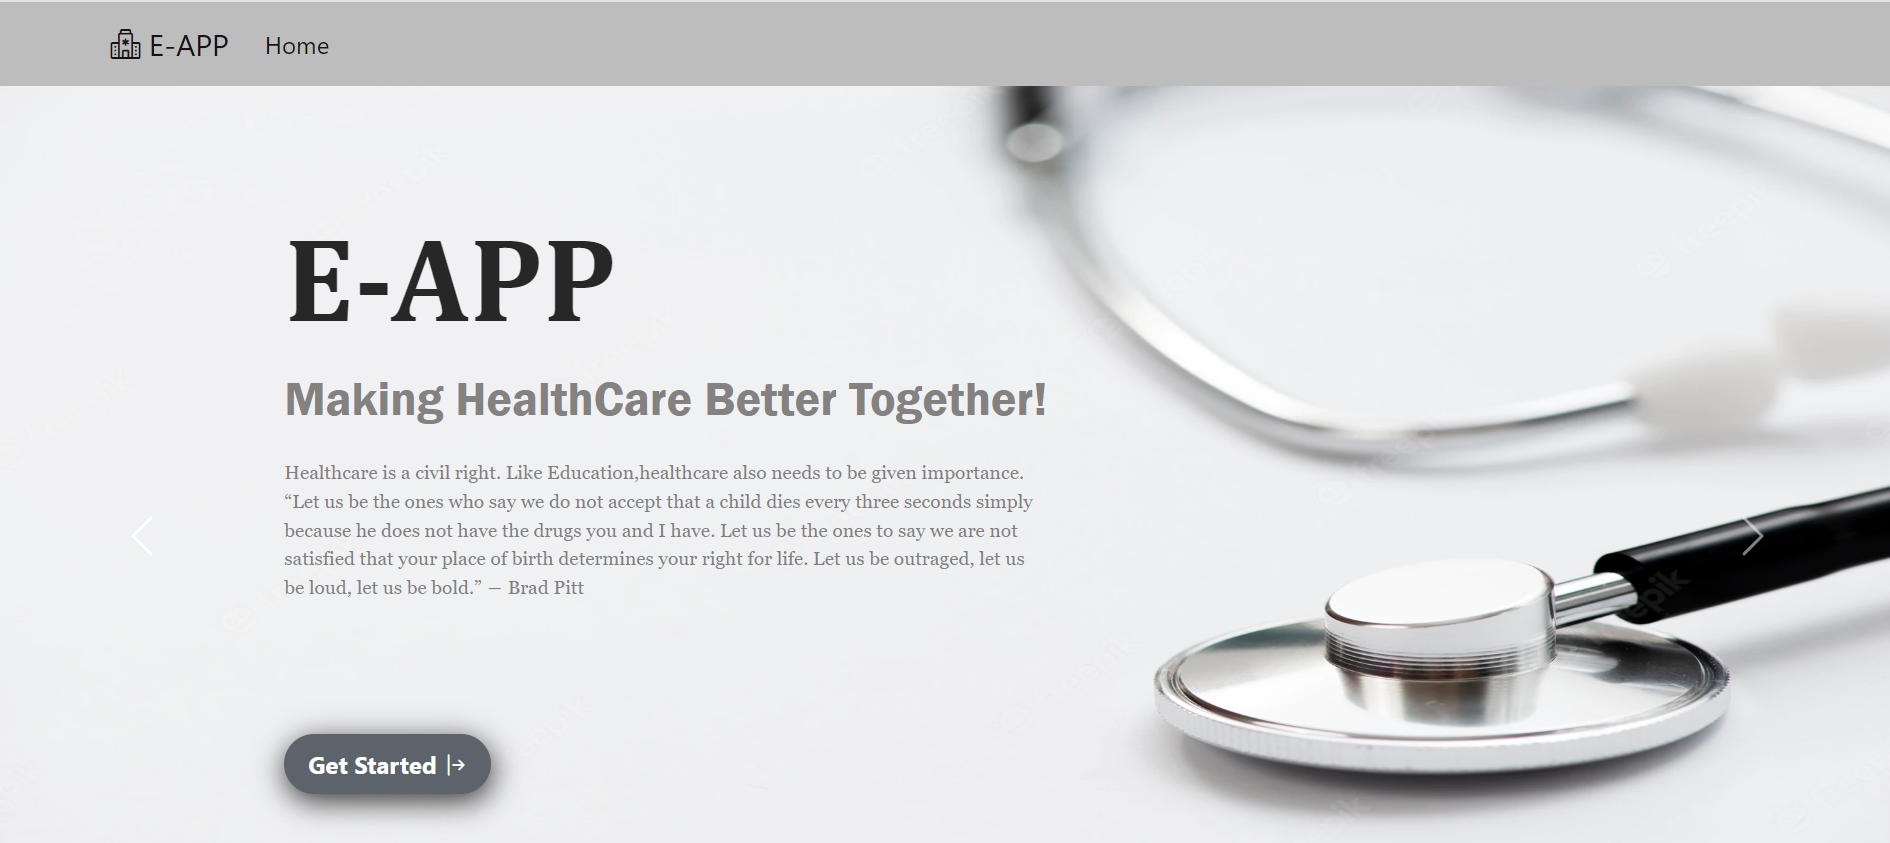 E-APP Home
E-APP
Making HealthCare Better Together!
Healthcare is a civil right. Like Education,healthcare also needs to be given importance.
“Let us be the ones who say we do not accept that a child dies every three seconds simply
because he does not have the drugs you and I have. Let us be the ones to say we are not
satisfied that your place of birth determines your right for life. Let us be outraged, let us
be loud, let us be bold.” — Brad Pitt
Get Started